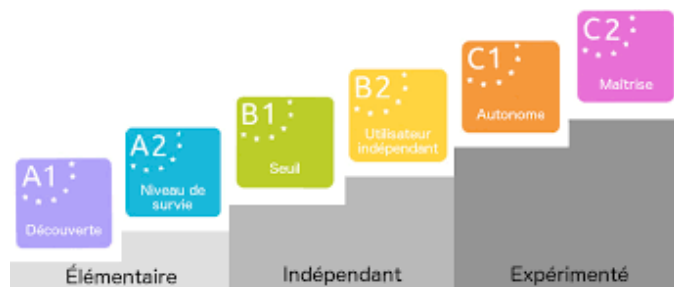 A1
Découverte
A2
Niveau de
survie
B1
Seuil
B2
Utilisateur
indépendant
C1
Autonome
C2
Maîtrise
Élémentaire
Indépendant
Expérimenté